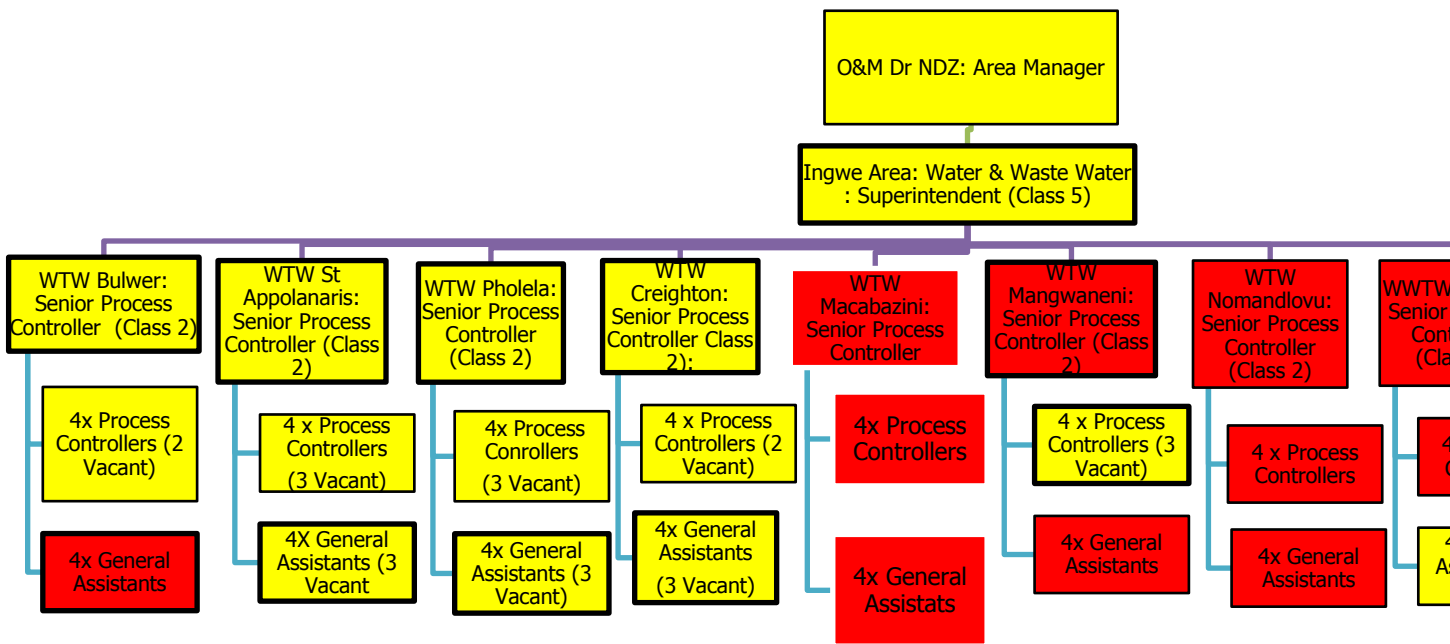 O&M Dr NDZ: Area Manager
Ingwe Area: Water & Waste Water
: Superintendent (Class 5)
WTW Bulwer:
Senior Process
Controller (Class 2)
4x Process
Controllers (2
Vacant)
4x General
Assistants
WTW St
Appolanaris:
Senior Process
Controller (Class
2)
4 x Process
Controllers
(3 Vacant)
4X General
Assistants (3
Vacant
WTW Pholela:
Senior Process
Controller
(Class 2)
4x Process
Conrollers
(3 Vacant)
4x General
Assistants (3
Vacant)
WTW
Creighton:
Senior Process
Controller Class
2):
4 x Process
Controllers (2
Vacant)
4x General
Assistants
(3 Vacant)
WTW
Macabazini:
Senior Process
Controller
4x Process
Controllers
4x General
Assistats
WTW
Mangwaneni:
Senior Process
Controller (Class
2)
4 x Process
Controllers (3
Vacant)
4x General
Assistants
WTW
Nomandlovu:
Senior Process
Controller
(Class 2)
4 x Process
Controllers
4x General
Assistants
WWTW
Senior
4
4